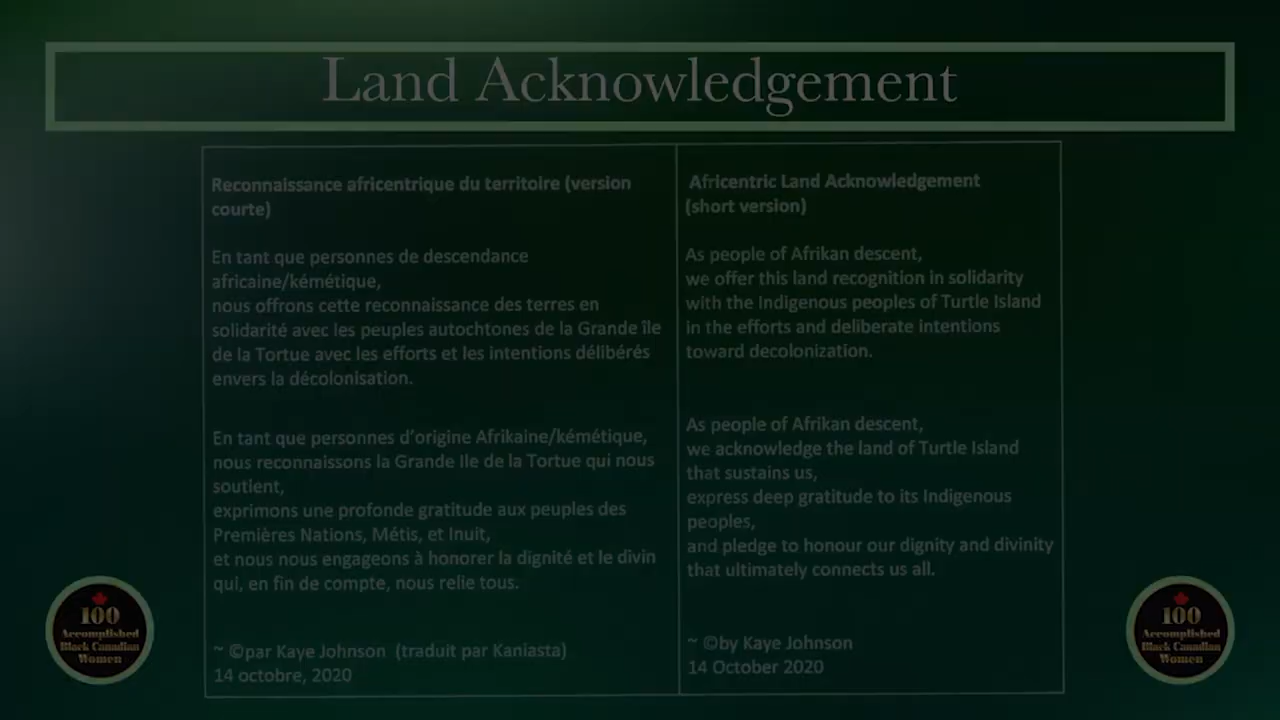 Land Acknowledgement
Reconnaissance africentrique du territoire (version
courte)
En tant que personnes de descendance
africaine/kémétique,
nous offrons cette reconnaissance des terres en
solidarité avec les peuples autochtones de la Grande île
de la Tortue avec les efforts et les intentions délibérés
envers la décolonisation.
En tant que personnes d'origine Afrikaine/kémétique,
nous reconnaissons la Grande Ile de la Tortue qui nous
soutient,
exprimons une profonde gratitude aux peuples des
Premières Nations, Métis, et Inuit,
et nous nous engageons à honorer la dignité et le divin
qui, en fin de compte, nous relie tous.
~ ©par Kaye Johnson (traduit par Kaniasta)
14 octobre, 2020
Africentric Land Acknowledgement
(short version)
As people of Afrikan descent,
we offer this land recognition in solidarity
with the Indigenous peoples of Turtle Island
in the efforts and deliberate intentions
toward decolonization.
As people of Afrikan descent,
we acknowledge the land of Turtle Island
that sustains us,
express deep gratitude to its Indigenous
peoples,
and pledge to honour our dignity and divinity
that ultimately connects us all.
~ ©by Kaye Johnson
14 October 2020
100
Accomplished
Black Canadian
Women
100
Accomplished
Black Canadian
Women